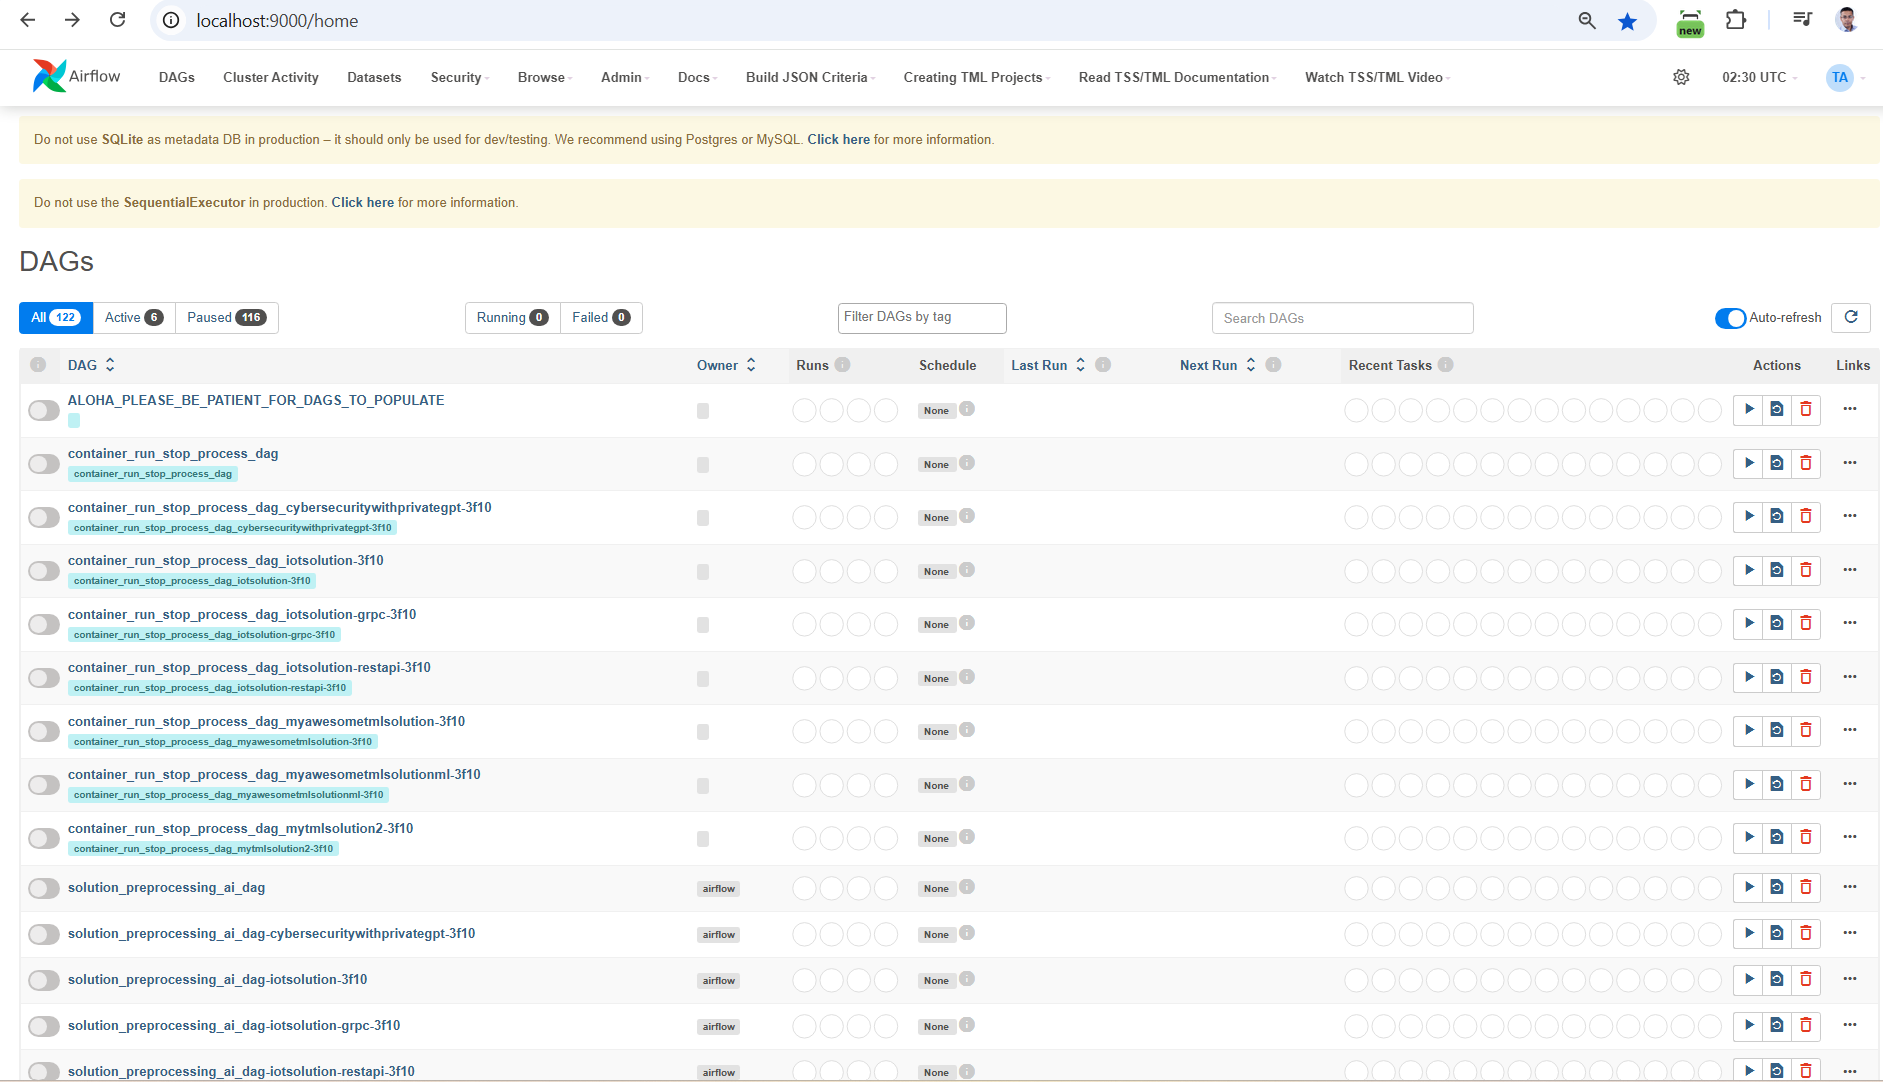 localhost:9000/home
new
Airflow DAGs Cluster Activity Datasets Security Browse Admin Docs Build JSON Criteria Creating TML Projects Read TSS/TML Documentation Watch TSS/TML Video 02:30 UTC TA
Do not use SQLite as metadata DB in production – it should only be used for dev/testing. We recommend using Postgres or MySQL. Click here for more information.
Do not use the SequentialExecutor in production. Click here for more information.
DAGs
All 122 Active 6 Paused 116 Running 0 Failed 0 Filter DAGs by tag Search DAGs Auto-refresh
DAG Owner Runs Schedule Last Run Next Run Recent Tasks Actions Links
ALOHA_PLEASE_BE_PATIENT_FOR_DAGS_TO_POPULATE
None
container_run_stop_process_dag
container_run_stop_process_dag
None
container_run_stop_process_dag_cybersecuritywithprivategpt-3f10
container_run_stop_process_dag_cybersecuritywithprivategpt-3f10
None
container_run_stop_process_dag_iotsolution-3f10
container_run_stop_process_dag_iotsolution-3f10
None
container_run_stop_process_dag_iotsolution-grpc-3f10
container_run_stop_process_dag_iotsolution-grpc-3f10
None
container_run_stop_process_dag_iotsolution-restapi-3f10
container_run_stop_process_dag_iotsolution-restapi-3f10
None
container_run_stop_process_dag_myawesometmlsolution-3f10
container_run_stop_process_dag_myawesometmlsolution-3f10
None
container_run_stop_process_dag_myawesometmlsolutionml-3f10
container_run_stop_process_dag_myawesometmlsolutionml-3f10
None
container_run_stop_process_dag_mytmlsolution2-3f10
container_run_stop_process_dag_mytmlsolution2-3f10
None
solution_preprocessing_ai_dag airflow None
solution_preprocessing_ai_dag-cybersecuritywithprivategpt-3f10 airflow None
solution_preprocessing_ai_dag-iotsolution-3f10 airflow None
solution_preprocessing_ai_dag-iotsolution-grpc-3f10 airflow None
solution_preprocessing_ai_dag-iotsolution-restapi-3f10 airflow None